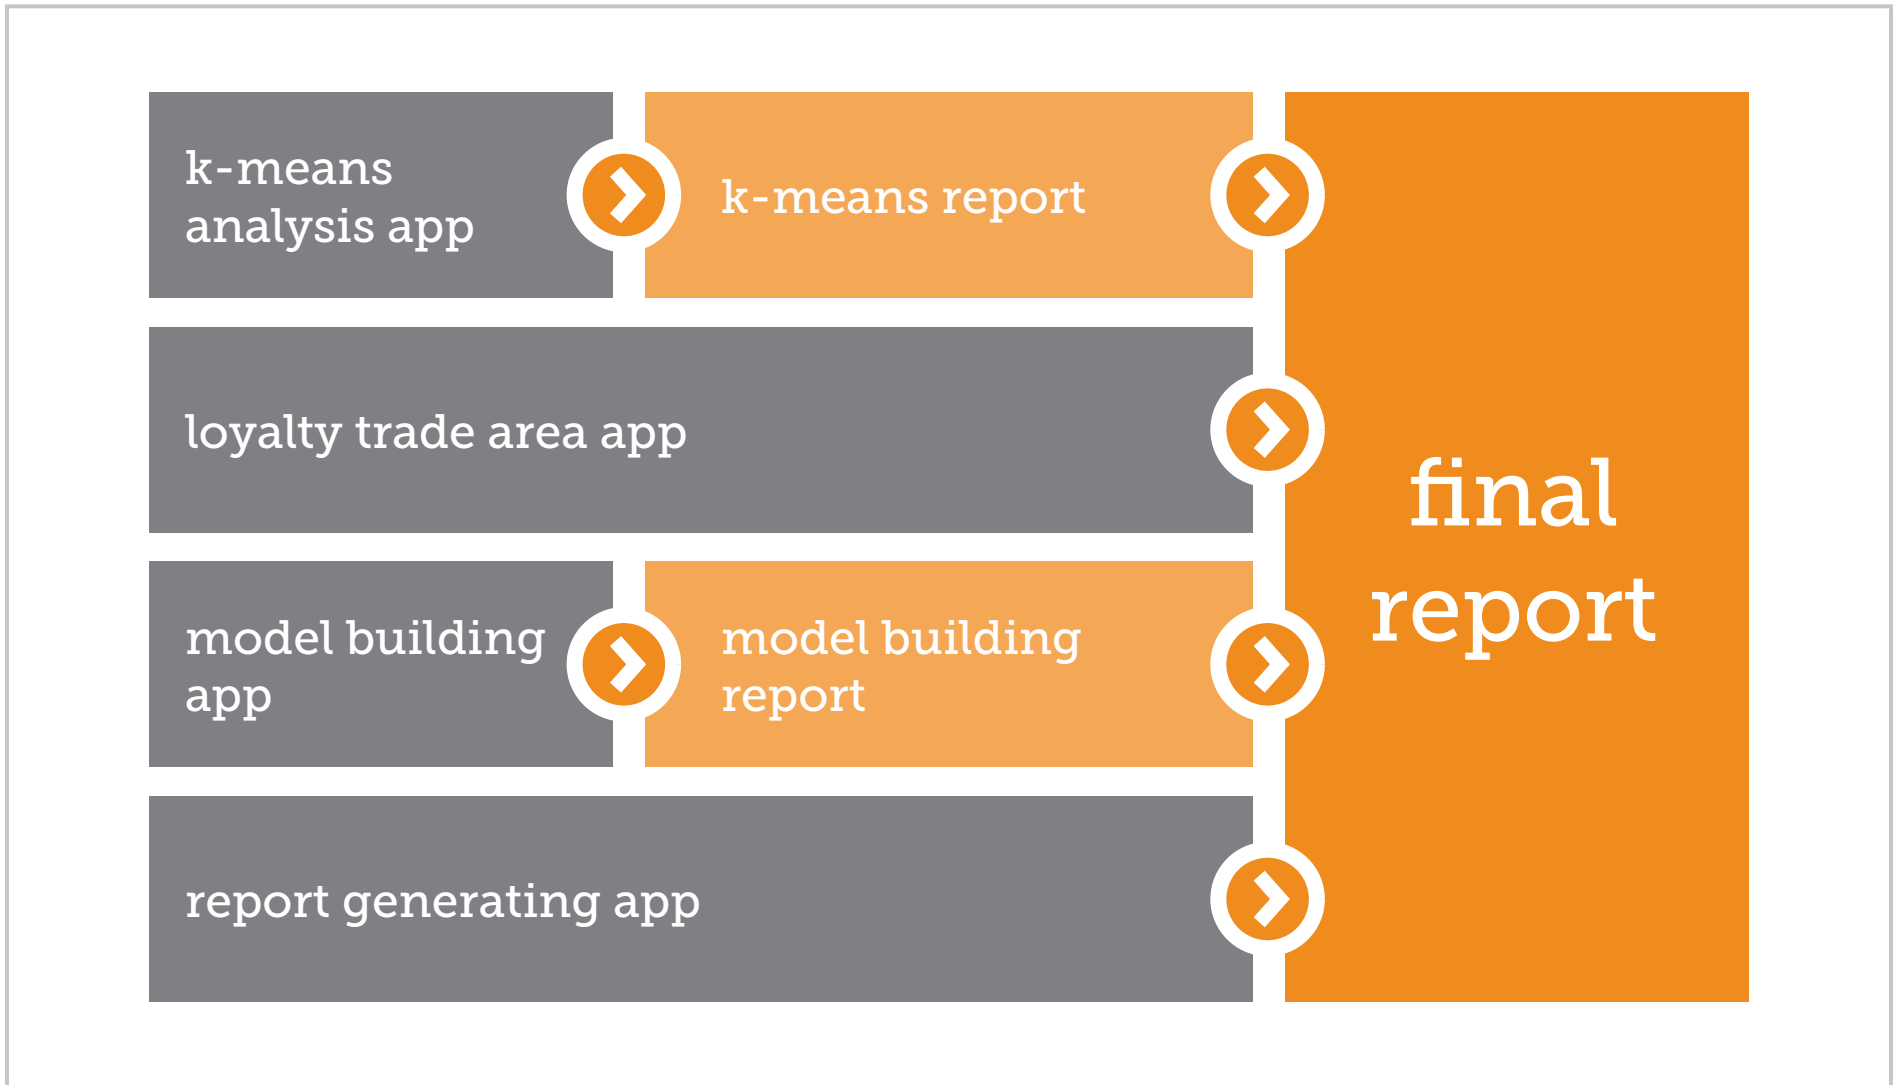 k-means
analysis app
k-means report
loyalty trade area app
model building
app
model building
report
report generating app
final
report